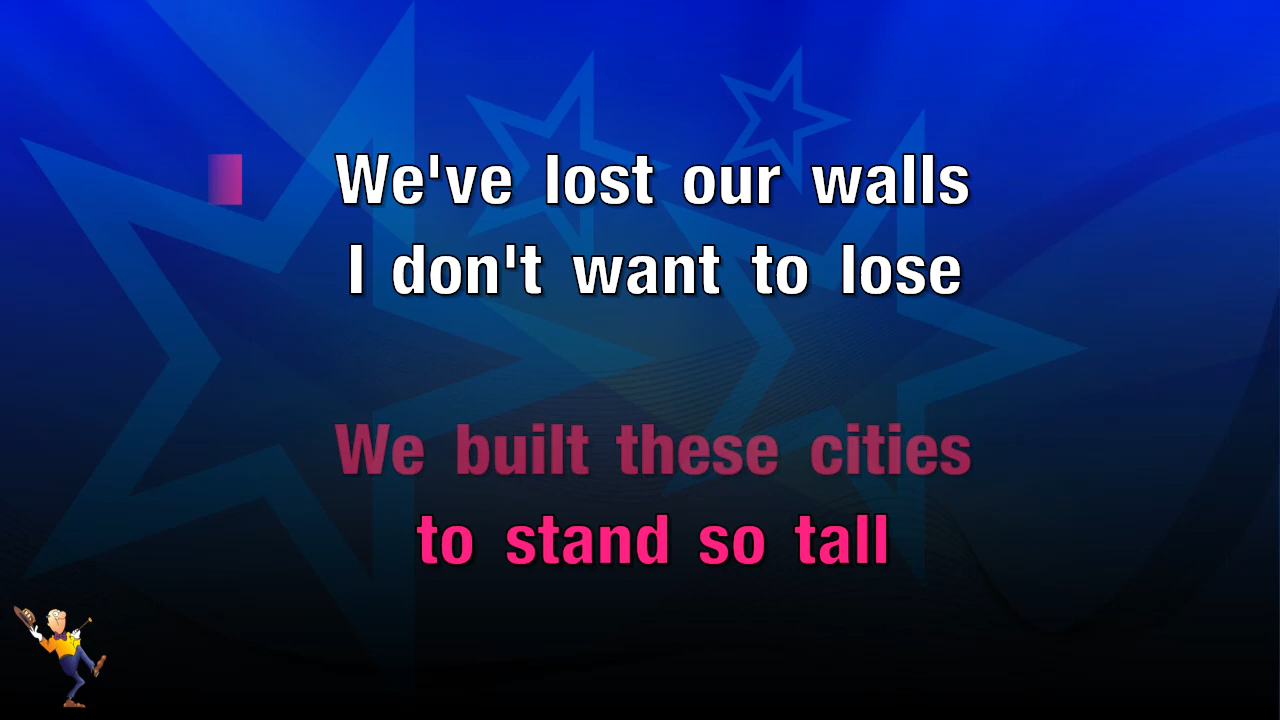 We've lost our walls
I don't want to lose
We built these cities
to stand so tall